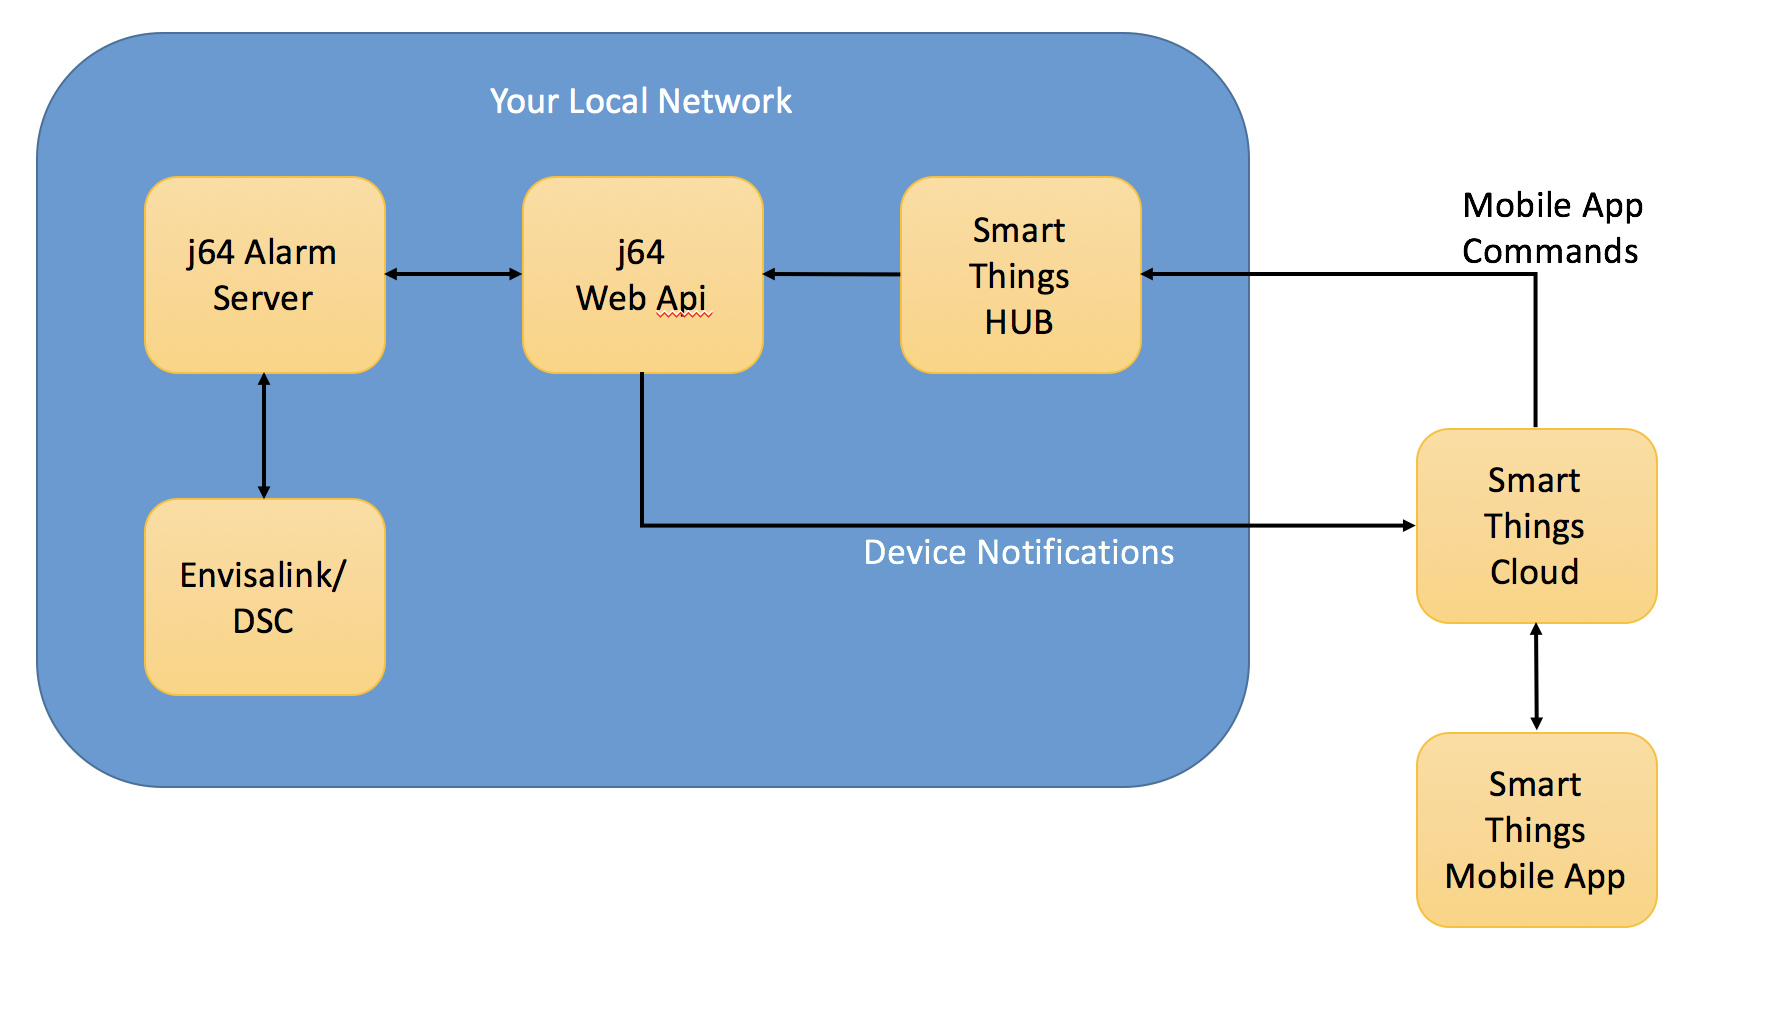 Your Local Network
j64 Alarm
Server
j64
Web Api
Smart
Things
HUB
Mobile App
Commands
Device Notifications
Envisalink/
DSC
Smart
Things
Cloud
Smart
Things
Mobile App